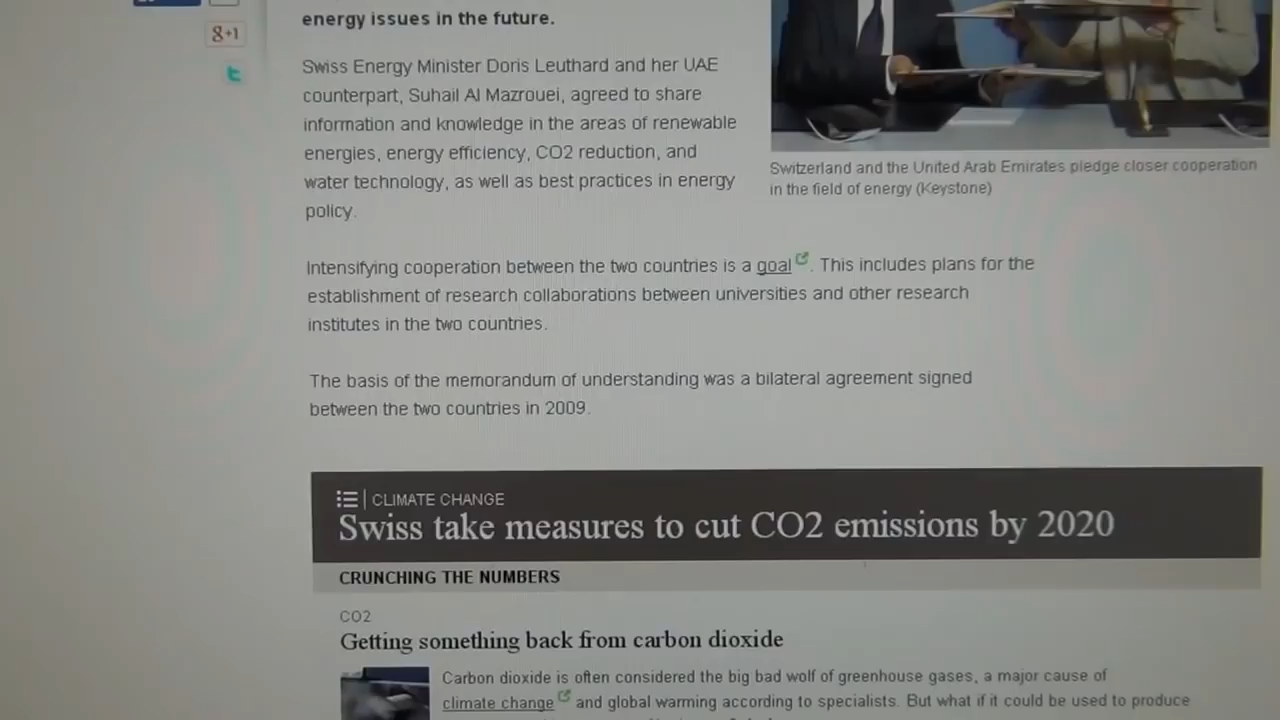 energy issues in the future.
8+1
Swiss Energy Minister Doris Leuthard and her UAE
counterpart, Suhail Al Mazrouei, agreed to share
information and knowledge in the areas of renewable
energies, energy efficiency, CO2 reduction, and
water technology, as well as best practices in energy
policy.
Switzerland and the United Arab Emirates pledge closer cooperation
in the field of energy (Keystone)
Intensifying cooperation between the two countries is a goal. This includes plans for the
establishment of research collaborations between universities and other research
institutes in the two countries.
The basis of the memorandum of understanding was a bilateral agreement signed
between the two countries in 2009.
CLIMATE CHANGE
Swiss take measures to cut CO2 emissions by 2020
CRUNCHING THE NUMBERS
CO2
Getting something back from carbon dioxide
Carbon dioxide is often considered the big bad wolf of greenhouse gases, a major cause of
climate change and global warming according to specialists. But what if it could be used to produce